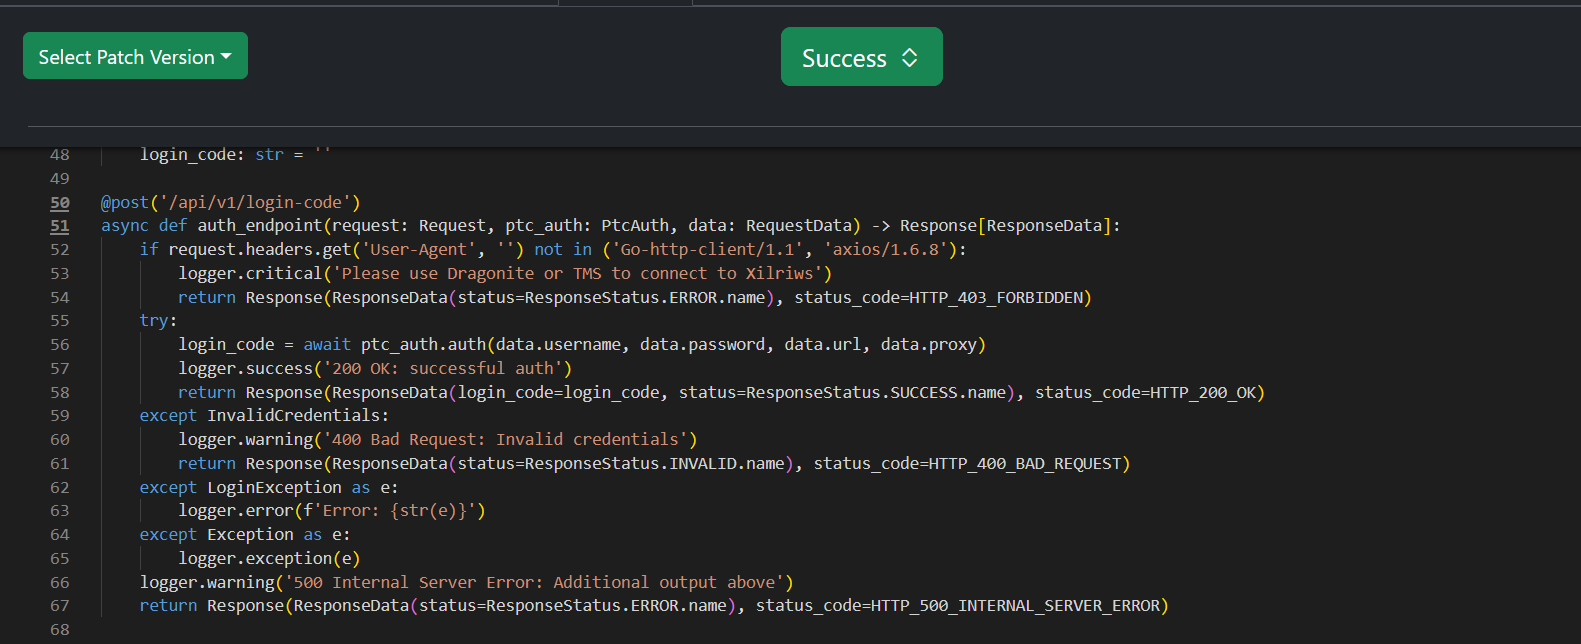 Select Patch Version
Success
48 login_code: str = ''
49
50 @post('/api/v1/login-code')
51 async def auth_endpoint(request: Request, ptc_auth: PtcAuth, data: RequestData) -> Response[ResponseData]:
52 if request.headers.get('User-Agent', '') not in ('Go-http-client/1.1', 'axios/1.6.8'):
53 logger.critical('Please use Dragonite or TMS to connect to Xilriws')
54 return Response(ResponseData(status=ResponseStatus.ERROR.name), status_code=HTTP_403_FORBIDDEN)
55 try:
56 login_code = await ptc_auth.auth(data.username, data.password, data.url, data.proxy)
57 logger.success('200 OK: successful auth')
58 return Response(ResponseData(login_code=login_code, status=ResponseStatus.SUCCESS.name), status_code=HTTP_200_OK)
59 except InvalidCredentials:
60 logger.warning('400 Bad Request: Invalid credentials')
61 return Response(ResponseData(status=ResponseStatus.INVALID.name), status_code=HTTP_400_BAD_REQUEST)
62 except LoginException as e:
63 logger.error(f'Error: {str(e)}')
64 except Exception as e:
65 logger.exception(e)
66 logger.warning('500 Internal Server Error: Additional output above')
67 return Response(ResponseData(status=ResponseStatus.ERROR.name), status_code=HTTP_500_INTERNAL_SERVER_ERROR)
68